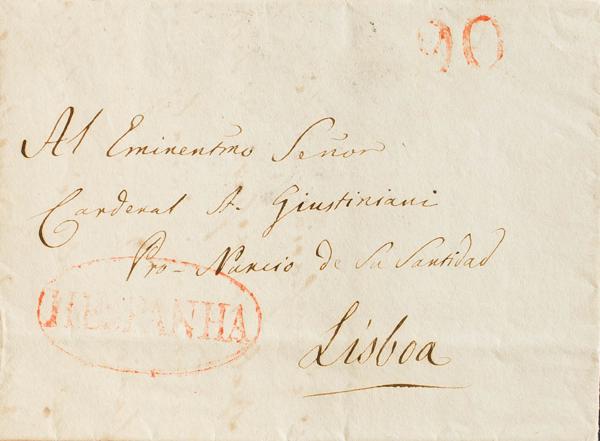 90
Al Eminentmo Señor
Cardenal A. Giustiniani
Pro-Nuncio de Su Santidad
HESPANHA
Lisboa